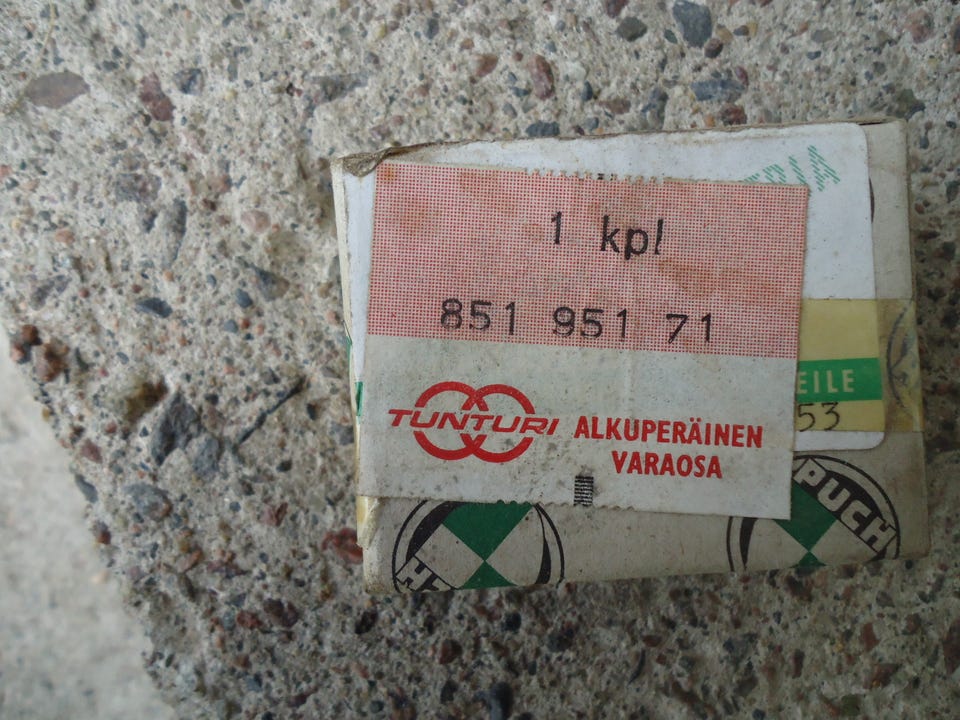 1 kpl
851 951 71
TUNTURI ALKUPERÄINEN
VARAOSA
EILE
53
PUCH